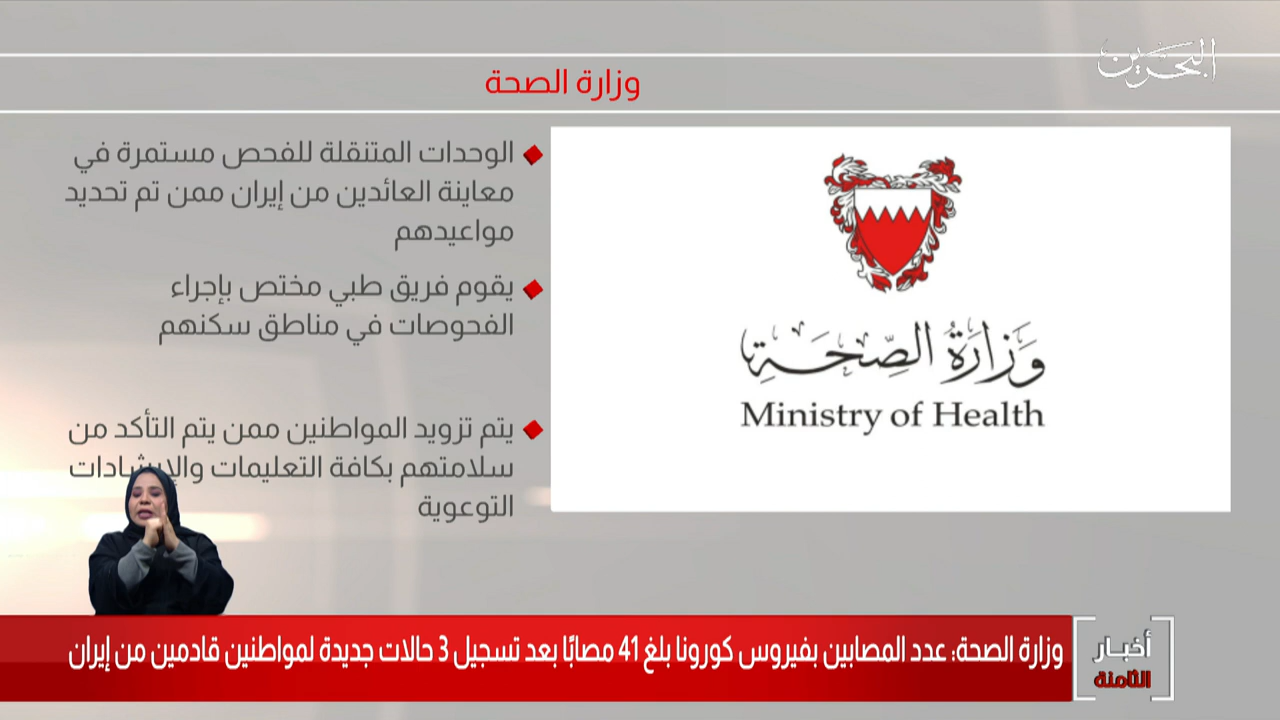 البحرين
وزارة الصحة
الوحدات المتنقلة للفحص مستمرة في
معاينة العائدين من إيران ممن تم تحديد
مواعيدهم
يقوم فريق طبي مختص بإجراء
الفحوصات في مناطق سكنهم
يتم تزويد المواطنين ممن يتم التأكد من
سلامتهم بكافة التعليمات والإرشادات
التوعوية
وزارة الصحة
Ministry of Health
أخبار
الثامنة
وزارة الصحة: عدد المصابين بفيروس كورونا بلغ 41 مصابًا بعد تسجيل 3 حالات جديدة لمواطنين قادمين من إيران